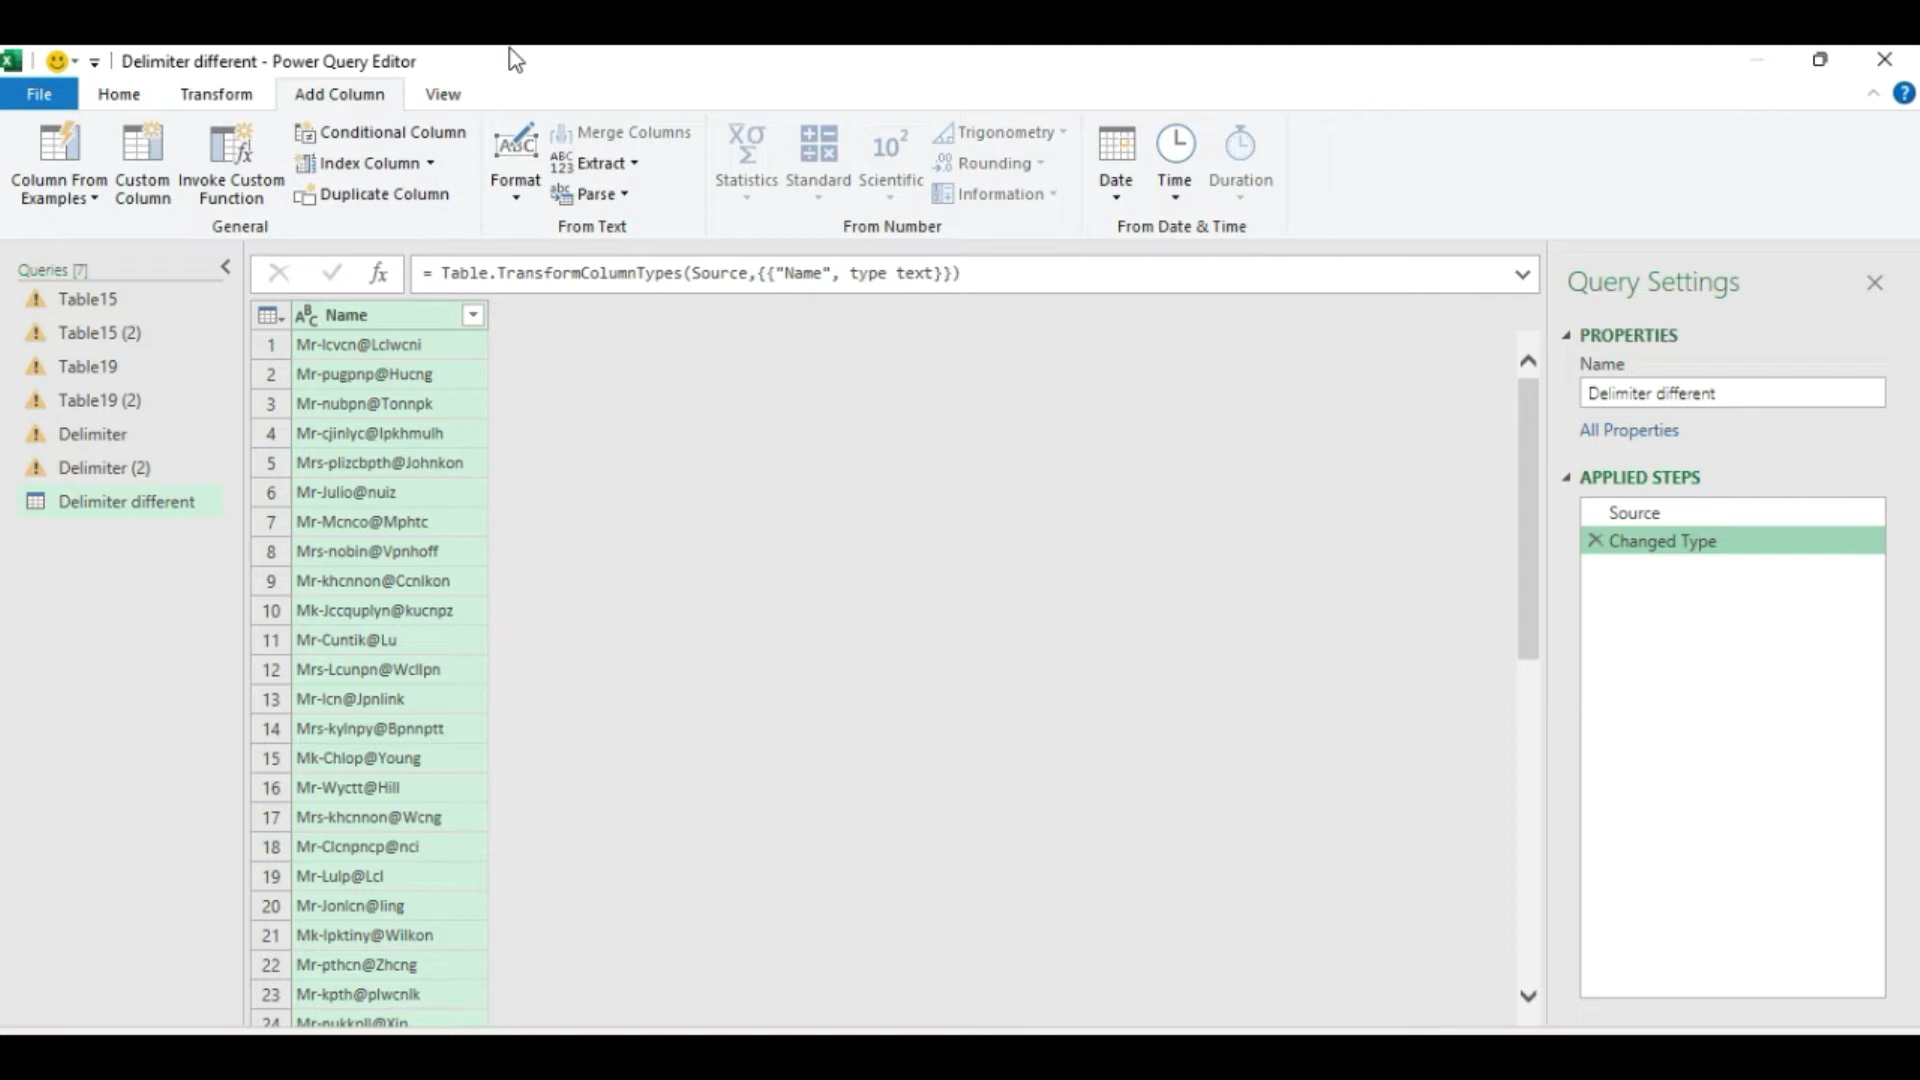 Delimiter different - Power Query Editor
File Home Transform Add Column View
Column From Examples
Custom Column
Invoke Custom Function
Conditional Column
Index Column
Duplicate Column
General
Format
Merge Columns
Extract
Parse
From Text
Statistics
Standard
Scientific
Trigonometry
Rounding
Information
From Number
Date
Time
Duration
From Date & Time
Queries [7]
Table15
Table15 (2)
Table19
Table19 (2)
Delimiter
Delimiter (2)
Delimiter different
= Table.TransformColumnTypes(Source,{{"Name", type text}})
Name
1 Mr-lcvcn@Lclwcni
2 Mr-pugpnp@Hucng
3 Mr-nubpn@Tonnpk
4 Mr-cjinlyc@lpkhmulh
5 Mrs-plizcbpth@Johnkon
6 Mr-Julio@nuiz
7 Mr-Mcnco@Mphtc
8 Mrs-nobin@Vpnhoff
9 Mr-khcnnon@Ccnlkon
10 Mk-Jccquplyn@kucnpz
11 Mr-Cuntik@Lu
12 Mrs-Lcunpn@Wcllpn
13 Mr-lcn@Jpnlink
14 Mrs-kylnpy@Bpnnptt
15 Mk-Chlop@Young
16 Mr-Wyctt@Hill
17 Mrs-khcnnon@Wcng
18 Mr-Clcnpncp@nci
19 Mr-Lulp@Lcl
20 Mr-Jonlcn@ling
21 Mk-lpktiny@Wilkon
22 Mr-pthcn@Zhcng
23 Mr-kpth@plwcnlk
24 Mr-nukknll@Xin
Query Settings
PROPERTIES
Name
Delimiter different
All Properties
APPLIED STEPS
Source
Changed Type